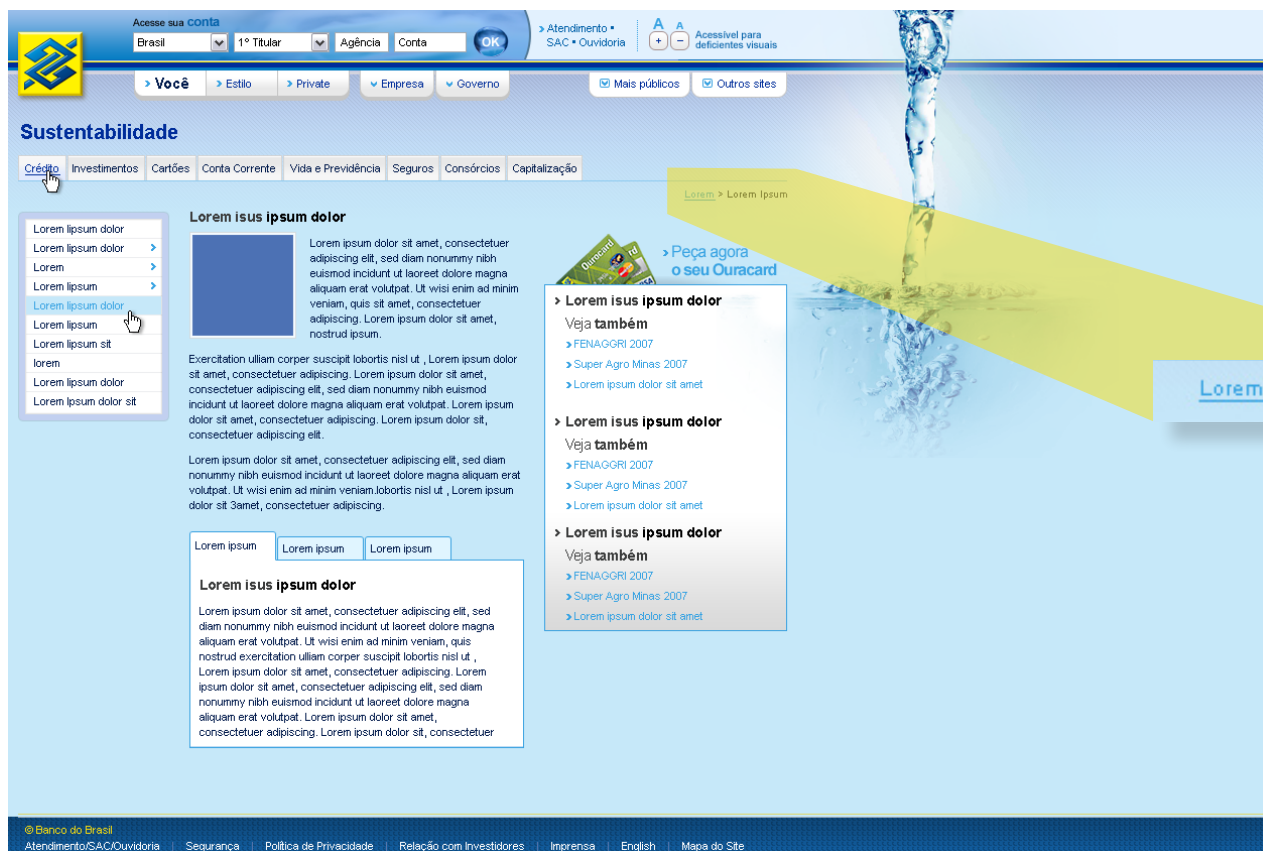 Acesse sua conta
Brasil 1º Titular Agência Conta OK
› Atendimento •
SAC • Ouvidoria
A A
+ −
Acessível para
deficientes visuais
Você Estilo Private Empresa Governo Mais públicos Outros sites
Sustentabilidade
Crédito Investimentos Cartões Conta Corrente Vida e Previdência Seguros Consórcios Capitalização
Lorem > Lorem Ipsum
Lorem lipsum dolor
Lorem lipsum dolor
Lorem
Lorem lipsum
Lorem lipsum dolor
Lorem lipsum
Lorem lipsum sit
lorem
Lorem lipsum dolor
Lorem Ipsum dolor sit
Lorem isus ipsum dolor
Lorem ipsum dolor sit amet, consectetuer
adipiscing elit, sed diam nonummy nibh
euismod incidunt ut laoreet dolore magna
aliquam erat volutpat. Ut wisi enim ad minim
veniam, quis sit amet, consectetuer
adipiscing. Lorem ipsum dolor sit amet,
nostrud ipsum.
Exercitation ulliam corper suscipit lobortis nisl ut , Lorem ipsum dolor
sit amet, consectetuer adipiscing. Lorem ipsum dolor sit amet,
consectetuer adipiscing elit, sed diam nonummy nibh euismod
incidunt ut laoreet dolore magna aliquam erat volutpat. Lorem ipsum
dolor sit amet, consectetuer adipiscing. Lorem ipsum dolor sit,
consectetuer adipiscing elit.
Lorem ipsum dolor sit amet, consectetuer adipiscing elit, sed diam
nonummy nibh euismod incidunt ut laoreet dolore magna aliquam erat
volutpat. Ut wisi enim ad minim veniam.lobortis nisl ut , Lorem ipsum
dolor sit 3amet, consectetuer adipiscing.
Lorem ipsum Lorem ipsum Lorem ipsum
Lorem isus ipsum dolor
Lorem ipsum dolor sit amet, consectetuer adipiscing elit, sed
diam nonummy nibh euismod incidunt ut laoreet dolore magna
aliquam erat volutpat. Ut wisi enim ad minim veniam, quis
nostrud exercitation ulliam corper suscipit lobortis nisl ut ,
Lorem ipsum dolor sit amet, consectetuer adipiscing. Lorem
ipsum dolor sit amet, consectetuer adipiscing elit, sed diam
nonummy nibh euismod incidunt ut laoreet dolore magna
aliquam erat volutpat. Lorem ipsum dolor sit amet,
consectetuer adipiscing. Lorem ipsum dolor sit, consectetuer
Ourocard
› Peça agora
o seu Ouracard
› Lorem isus ipsum dolor
Veja também
› FENAGGRI 2007
› Super Agro Minas 2007
› Lorem ipsum dolor sit amet
› Lorem isus ipsum dolor
Veja também
› FENAGGRI 2007
› Super Agro Minas 2007
› Lorem ipsum dolor sit amet
› Lorem isus ipsum dolor
Veja também
› FENAGGRI 2007
› Super Agro Minas 2007
› Lorem ipsum dolor sit amet
Lorem
© Banco do Brasil
Atendimento/SAC/Ouvidoria | Segurança | Política de Privacidade | Relação com Investidores | Imprensa | English | Mapa do Site